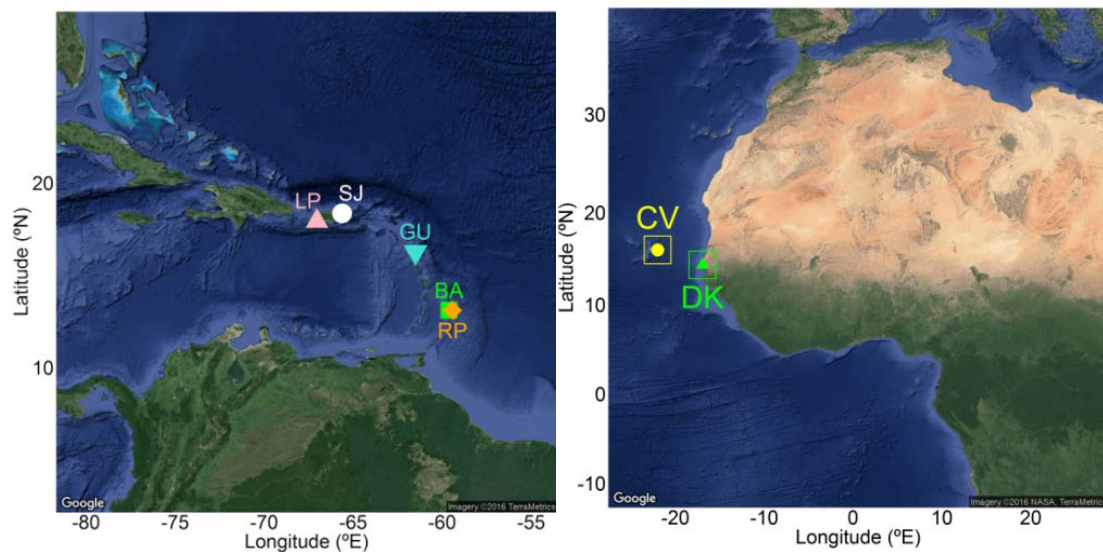 20
10
Latitude (ºN)
LP
SJ
GU
BA
RP
Google
Imagery ©2016 TerraMetrics
-80
-75
-70
-65
-60
-55
Longitude (ºE)
30
20
10
0
-10
Latitude (ºN)
CV
DK
Google
Imagery ©2016 NASA, TerraMetrics
-20
-10
0
10
20
Longitude (ºE)